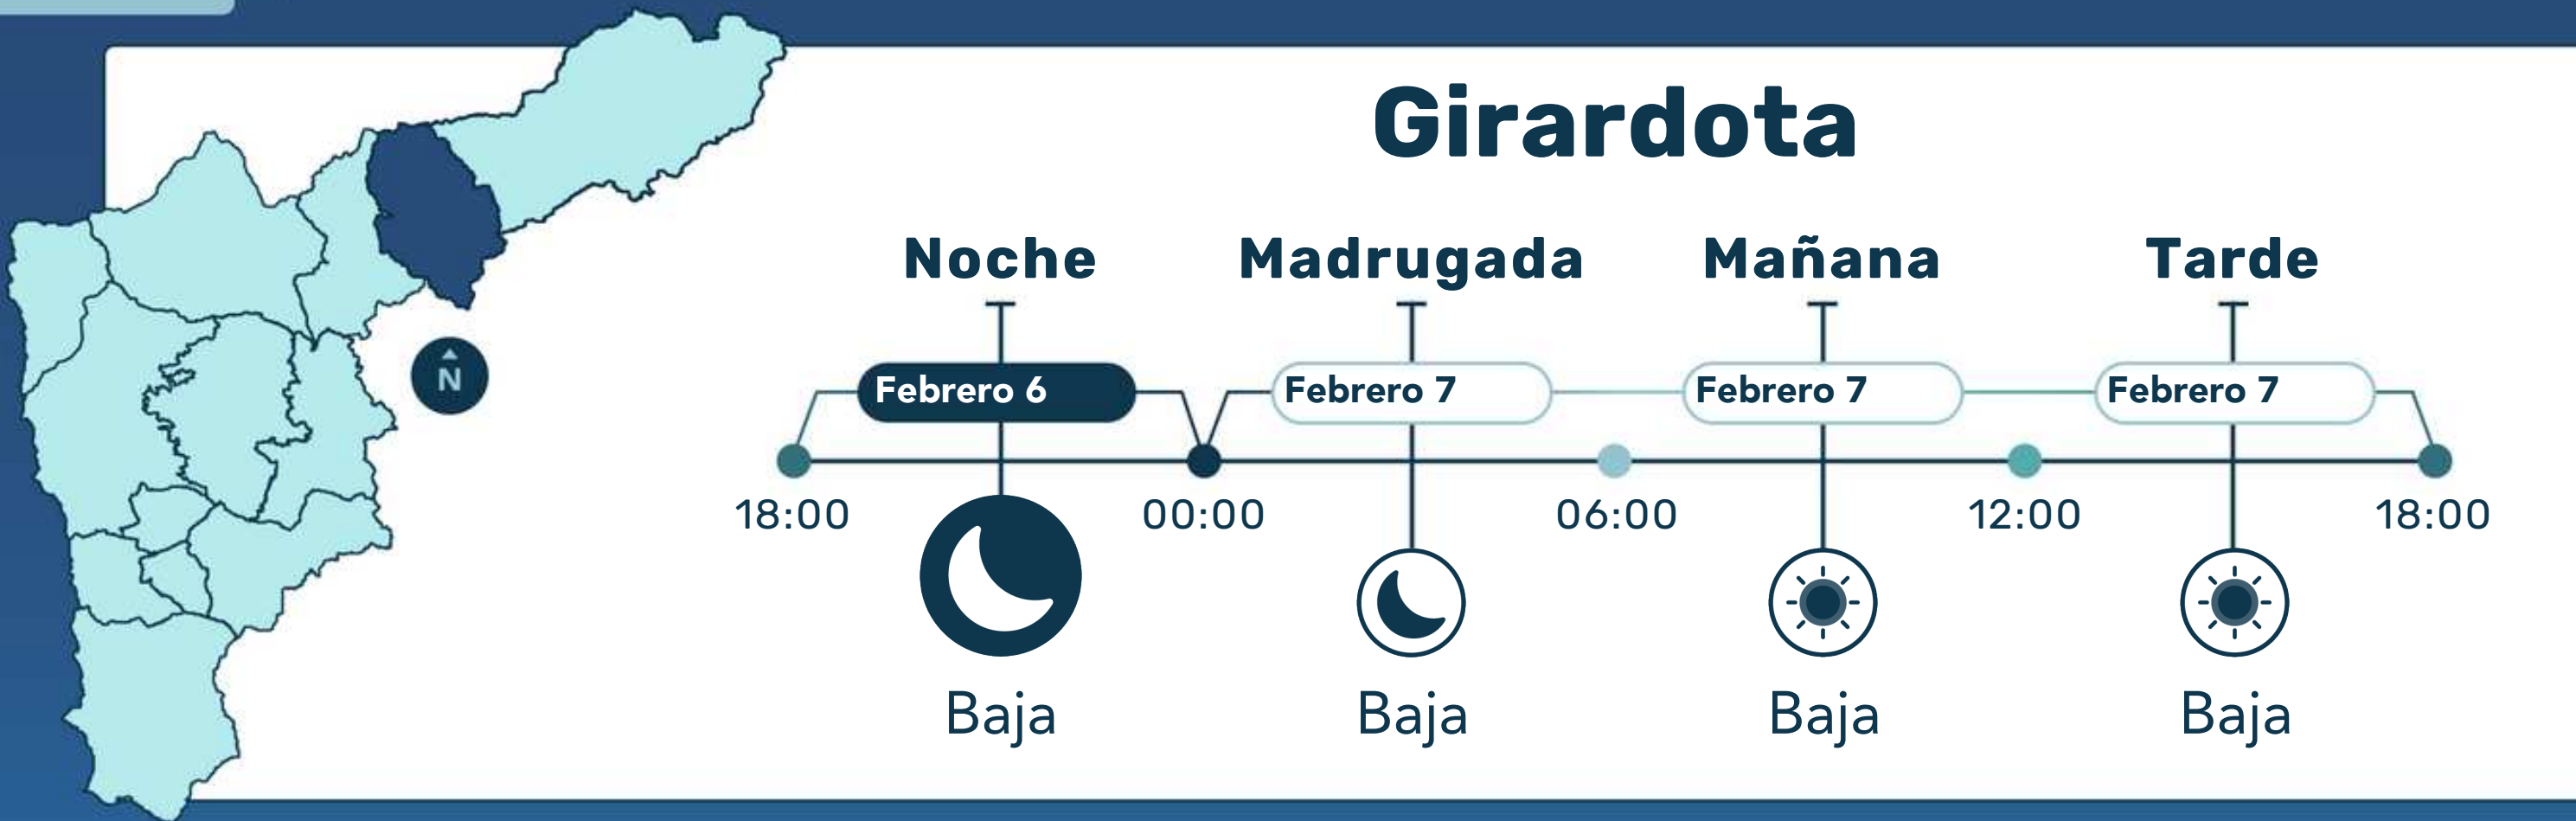 Girardota
Noche Madrugada Mañana Tarde
Febrero 6 Febrero 7 Febrero 7 Febrero 7
N
18:00 00:00 06:00 12:00 18:00
Baja Baja Baja Baja